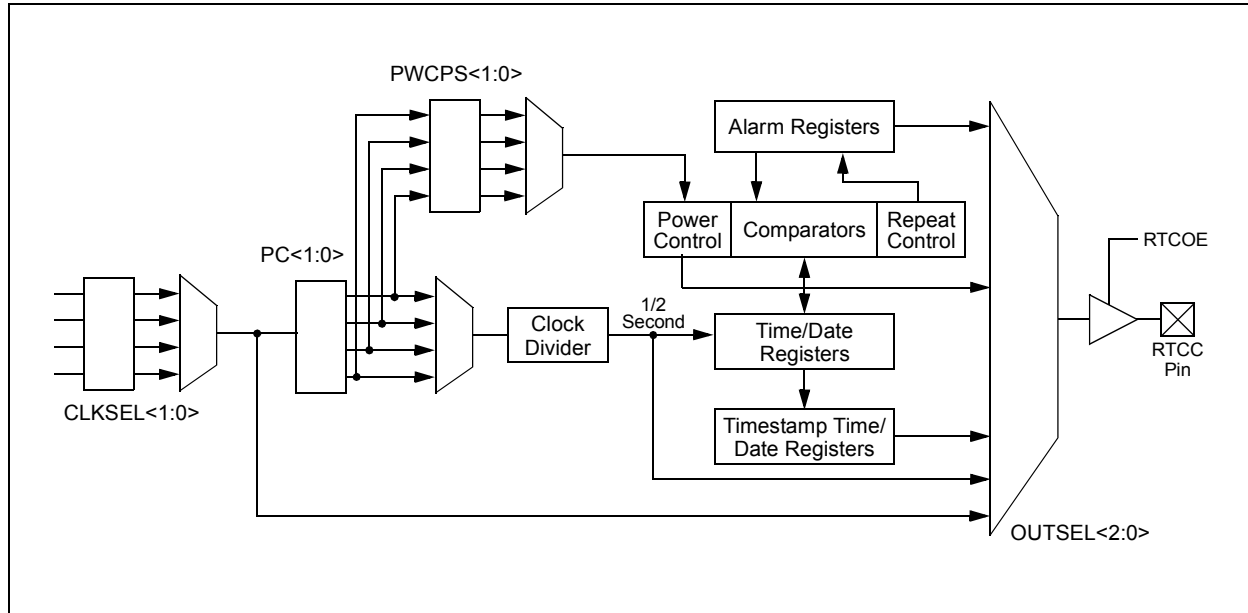 PWCPS<1:0>
Alarm Registers
Power
Control
Comparators
Repeat
Control
PC<1:0>
RTCOE
1/2
Second
Clock
Divider
Time/Date
Registers
RTCC
Pin
CLKSEL<1:0>
Timestamp Time/
Date Registers
OUTSEL<2:0>